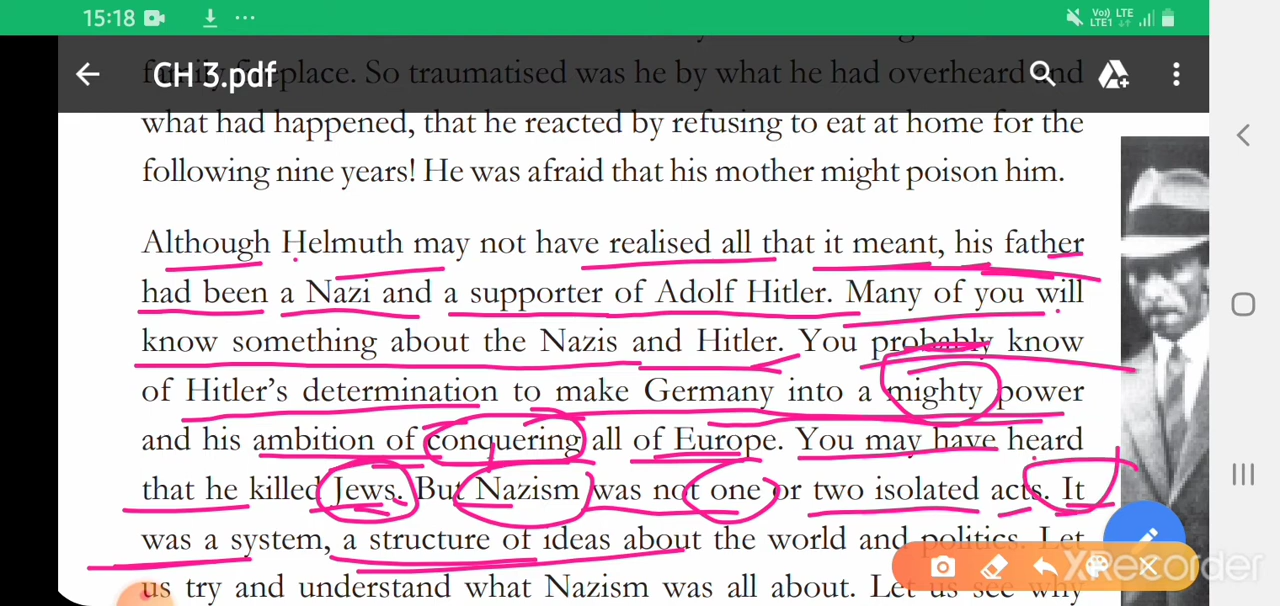 15:18
Vo)) LTE
LTE1
CH 3.pdf
place. So traumatised was he by what he had overheard and
what had happened, that he reacted by refusing to eat at home for the
following nine years! He was afraid that his mother might poison him.
Although Helmuth may not have realised all that it meant, his father
had been a Nazi and a supporter of Adolf Hitler. Many of you will
know something about the Nazis and Hitler. You probably know
of Hitler's determination to make Germany into a mighty power
and his ambition of conquering all of Europe. You may have heard
that he killed Jews. But Nazism was not one or two isolated acts. It
was a system, a structure of ideas about the world and politics. Let
us try and understand what Nazism was all about. Let us see why
XRecorder